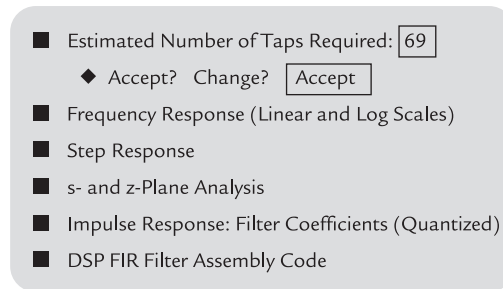 ■ Estimated Number of Taps Required: 69
◆ Accept? Change? Accept
■ Frequency Response (Linear and Log Scales)
■ Step Response
■ s- and z-Plane Analysis
■ Impulse Response: Filter Coefficients (Quantized)
■ DSP FIR Filter Assembly Code